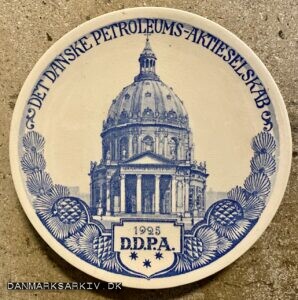 DET DANSKE PETROLEUMS-AKTIESELSKAB
1925
D.D.P.A.
DANMARKSARKIV.DK